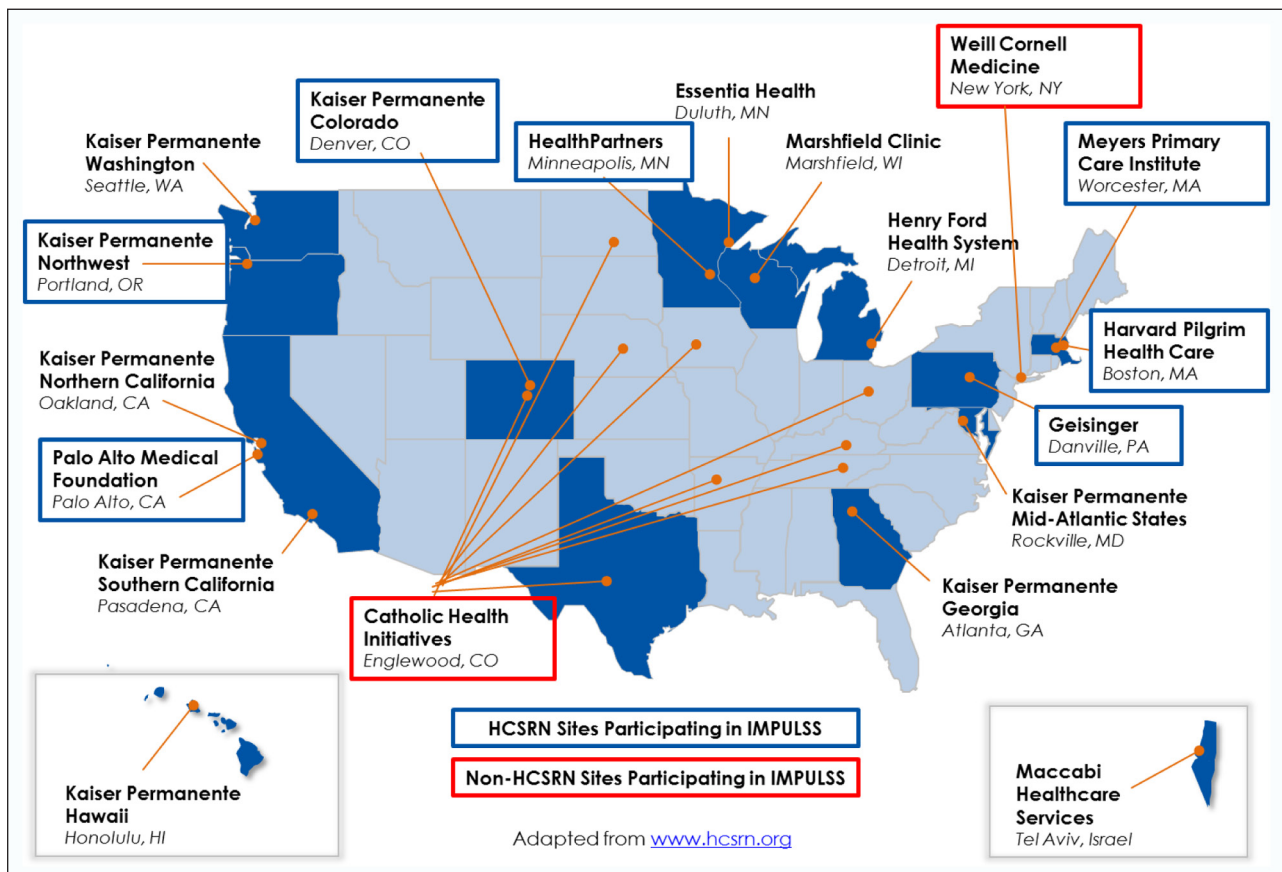 Weill Cornell
Medicine
New York, NY
Kaiser Permanente
Colorado
Denver, CO
Essentia Health
Duluth, MN
HealthPartners
Minneapolis, MN
Marshfield Clinic
Marshfield, WI
Meyers Primary
Care Institute
Worcester, MA
Kaiser Permanente
Washington
Seattle, WA
Henry Ford
Health System
Detroit, MI
Kaiser Permanente
Northwest
Portland, OR
Harvard Pilgrim
Health Care
Boston, MA
Kaiser Permanente
Northern California
Oakland, CA
Geisinger
Danville, PA
Palo Alto Medical
Foundation
Palo Alto, CA
Kaiser Permanente
Mid-Atlantic States
Rockville, MD
Kaiser Permanente
Southern California
Pasadena, CA
Kaiser Permanente
Georgia
Atlanta, GA
Catholic Health
Initiatives
Englewood, CO
HCSRN Sites Participating in IMPULSS
Non-HCSRN Sites Participating in IMPULSS
Kaiser Permanente
Hawaii
Honolulu, HI
Maccabi
Healthcare
Services
Tel Aviv, Israel
Adapted from www.hcsrn.org